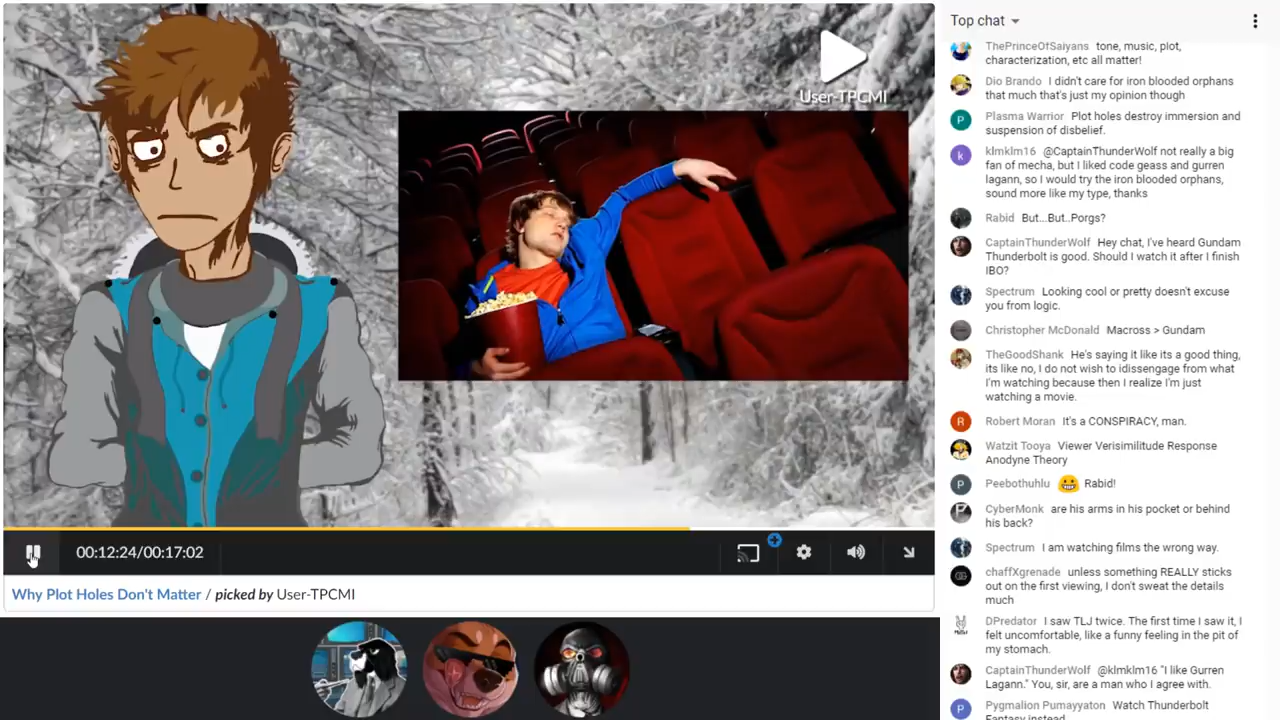 User-TPCMI
00:12:24/00:17:02
Why Plot Holes Don't Matter / picked by User-TPCMI
Top chat
ThePrinceOfSaiyans tone, music, plot,
characterization, etc all matter!
Dio Brando I didn't care for iron blooded orphans
that much that's just my opinion though
P
Plasma Warrior Plot holes destroy immersion and
suspension of disbelief.
k
klmklm16 @CaptainThunderWolf not really a big
fan of mecha, but I liked code geass and gurren
lagann, so I would try the iron blooded orphans,
sound more like my type, thanks
Rabid But...But..Porgs?
CaptainThunderWolf Hey chat, I've heard Gundam
Thunderbolt is good. Should I watch it after I finish
IBO?
Spectrum Looking cool or pretty doesn't excuse
you from logic.
Christopher McDonald Macross > Gundam
TheGoodShank He's saying it like its a good thing,
its like no, I do not wish to idissengage from what
I'm watching because then I realize I'm just
watching a movie.
R
Robert Moran It's a CONSPIRACY, man.
Watzit Tooya Viewer Verisimilitude Response
Anodyne Theory
P
Peebothuhlu Rabid!
CyberMonk are his arms in his pocket or behind
his back?
Spectrum I am watching films the wrong way.
chaffXgrenade unless something REALLY sticks
out on the first viewing, I don't sweat the details
much
DPredator I saw TLJ twice. The first time I saw it, I
felt uncomfortable, like a funny feeling in the pit of
my stomach.
CaptainThunderWolf @klmklm16 "I like Gurren
Lagann." You, sir, are a man who I agree with.
P
Pygmalion Pumayyaton Watch Thunderbolt
Fantasy instead